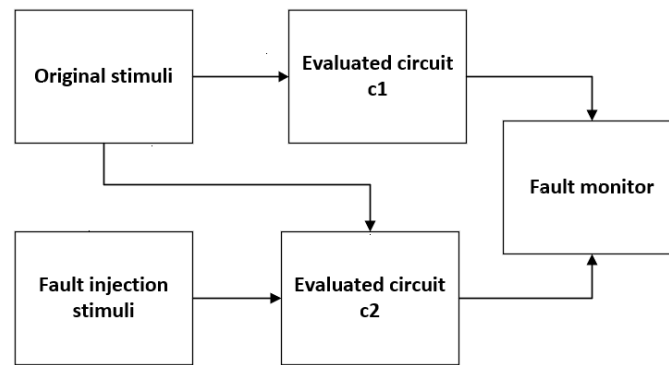 Original stimuli
Evaluated circuit
c1
Fault monitor
Fault injection
stimuli
Evaluated circuit
c2